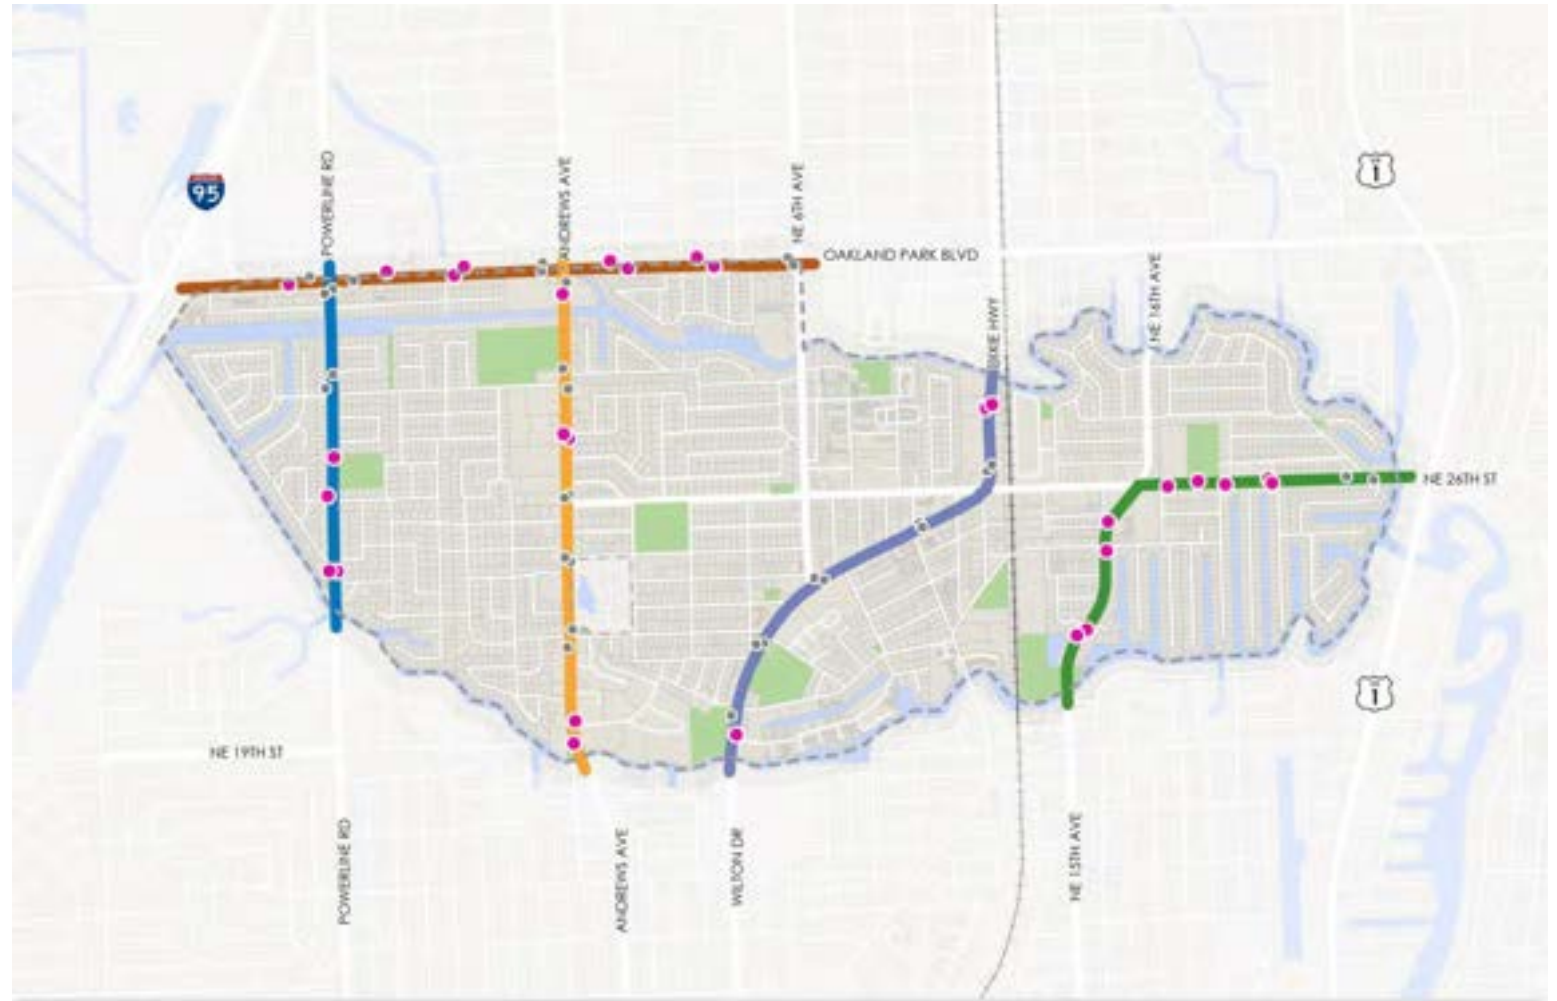 1
95
POWERLINE RD
ANDREWS AVE
NE 6TH AVE
OAKLAND PARK BLVD
NE 16TH AVE
DIXIE HWY
NE 26TH ST
1
NE 19TH ST
POWERLINE RD
ANDREWS AVE
WILTON DR
NE 15TH AVE